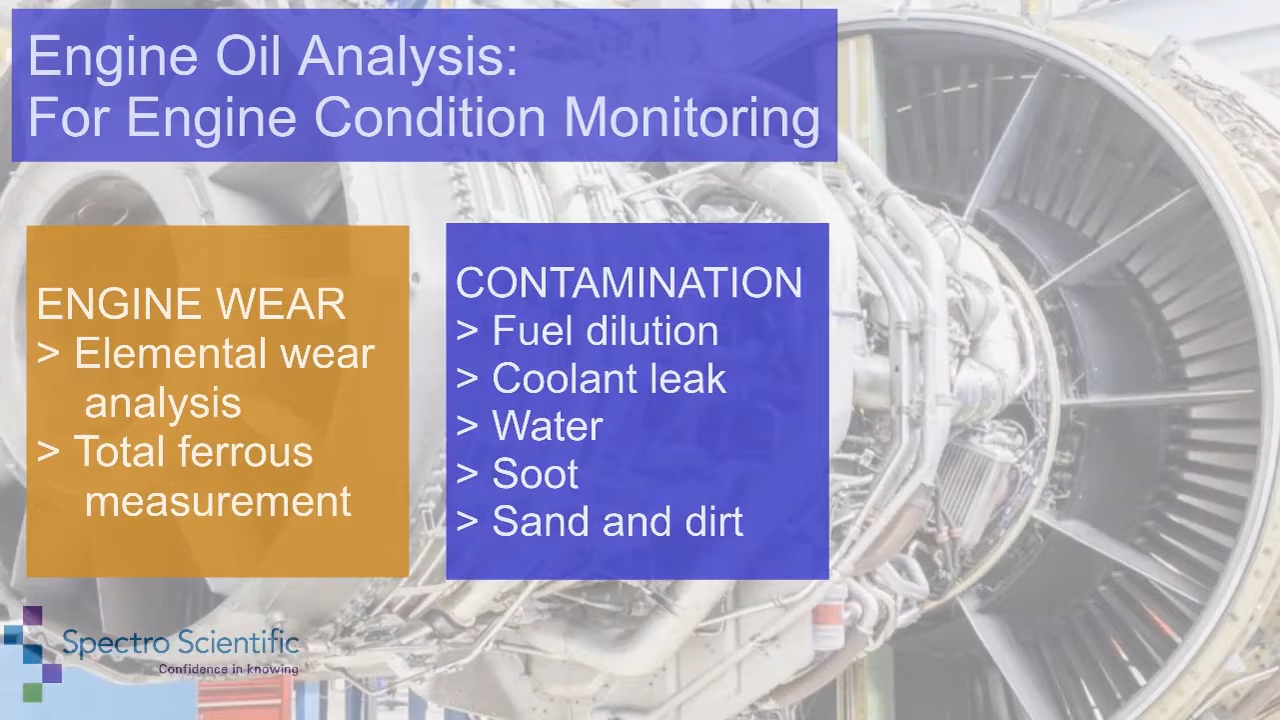 Engine Oil Analysis:
For Engine Condition Monitoring
ENGINE WEAR
> Elemental wear
analysis
> Total ferrous
measurement
CONTAMINATION
> Fuel dilution
> Coolant leak
> Water
> Soot
> Sand and dirt
Spectro Scientific
Confidence in knowing